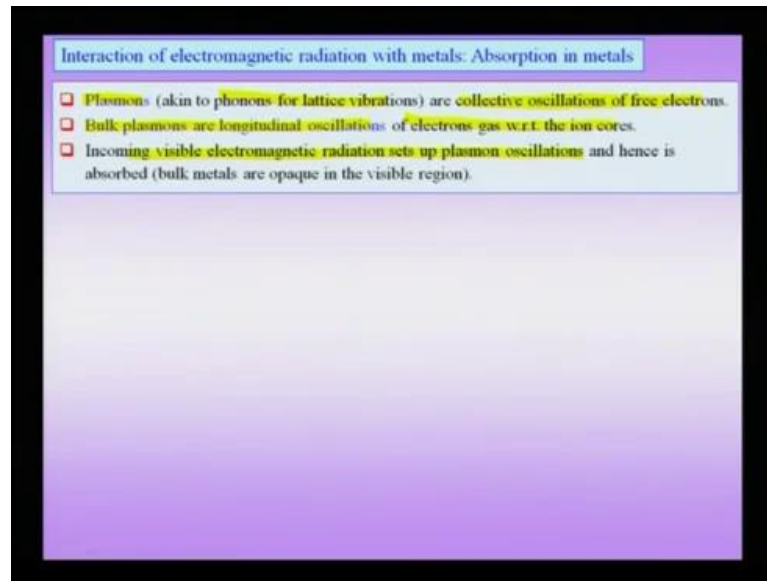 Interaction of electromagnetic radiation with metals: Absorption in metals
❑ Plasmons (akin to phonons for lattice vibrations) are collective oscillations of free electrons.
❑ Bulk plasmons are longitudinal oscillations of electrons gas w.r.t. the ion cores.
❑ Incoming visible electromagnetic radiation sets up plasmon oscillations and hence is
absorbed (bulk metals are opaque in the visible region).